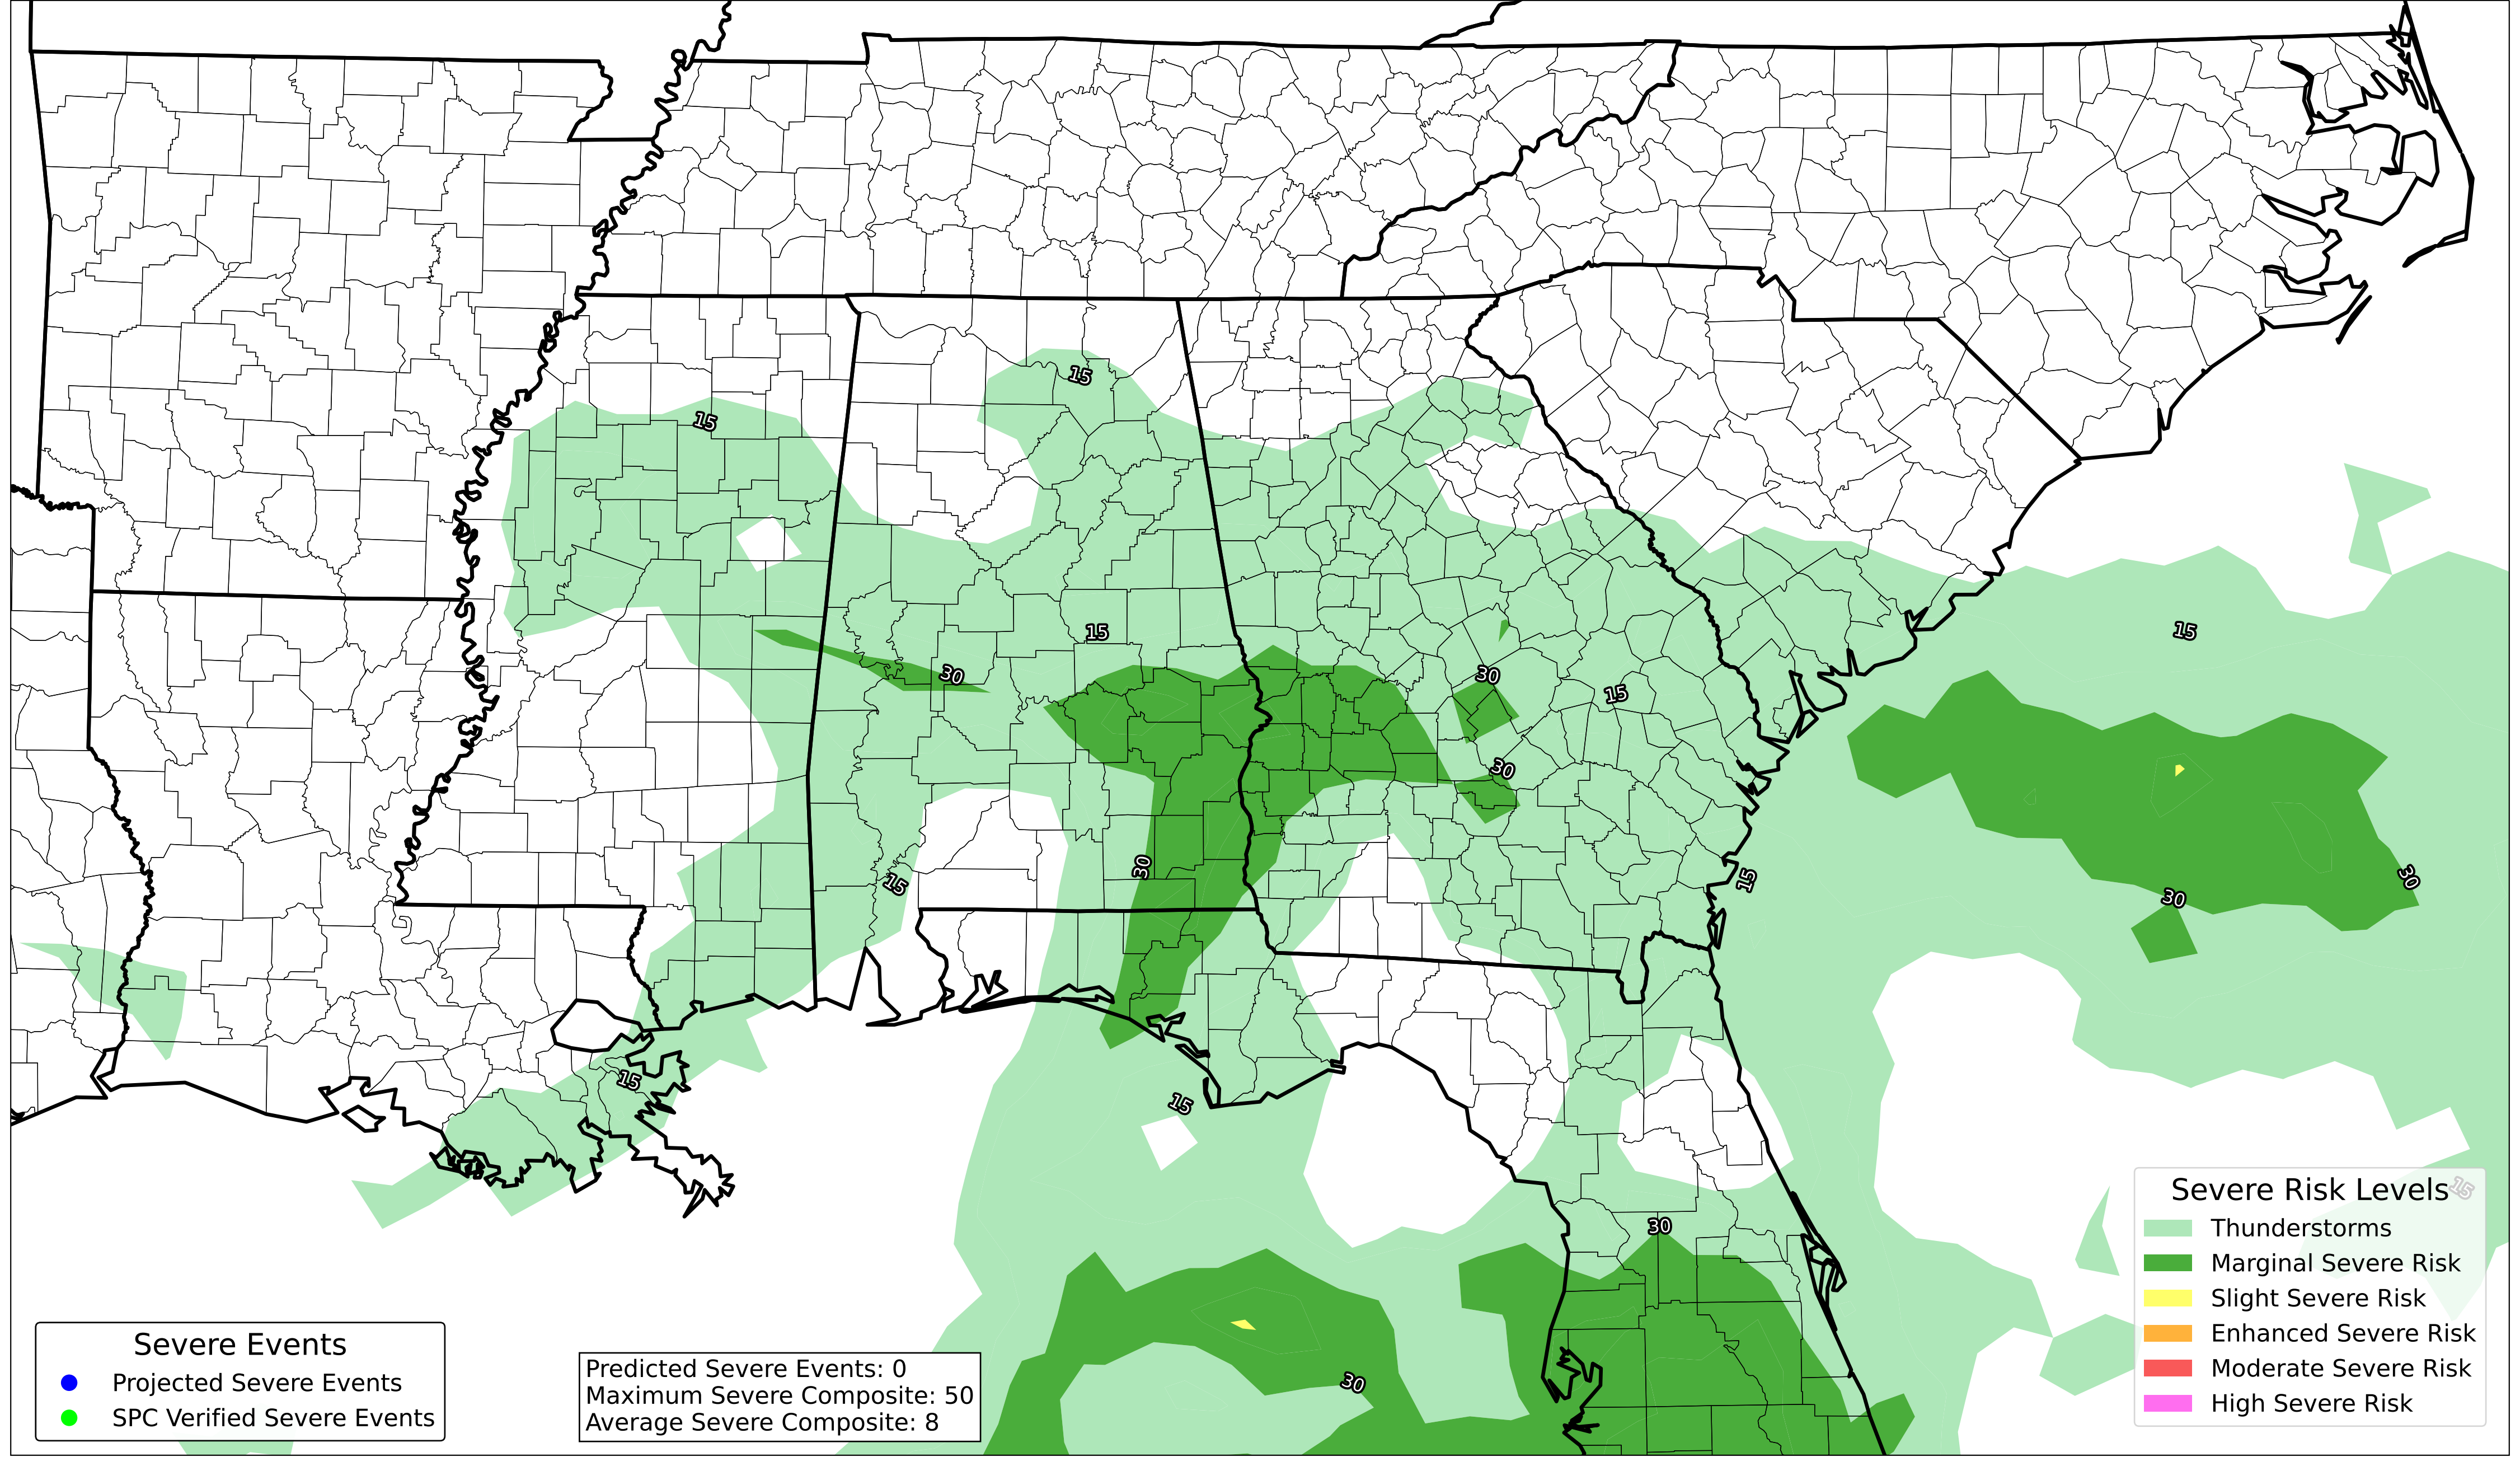 15
15
15
30
30
15
15
30
30
30
15
15
30
30
15
15
30
15
Severe Risk Levels
Thunderstorms
Marginal Severe Risk
Slight Severe Risk
Enhanced Severe Risk
Moderate Severe Risk
High Severe Risk
30
Severe Events
Projected Severe Events
SPC Verified Severe Events
Predicted Severe Events: 0
Maximum Severe Composite: 50
Average Severe Composite: 8